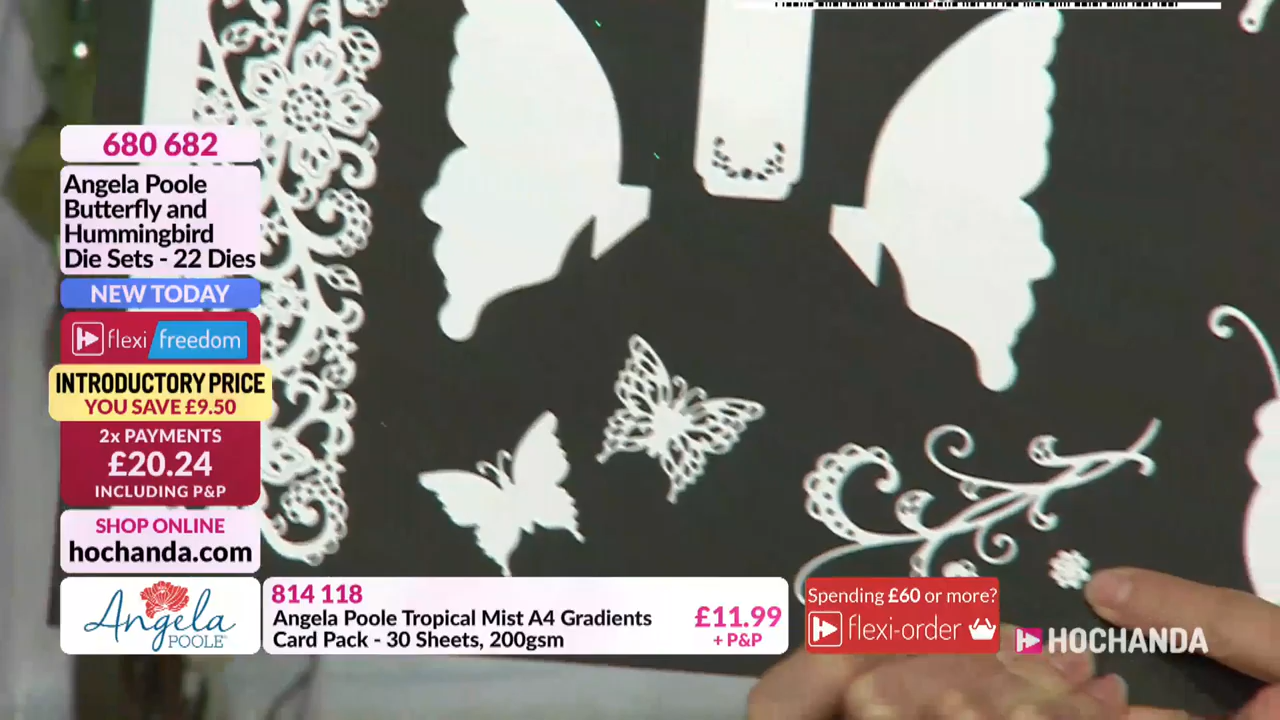 680 682
Angela Poole
Butterfly and
Hummingbird
Die Sets - 22 Dies
NEW TODAY
flexi freedom
INTRODUCTORY PRICE
YOU SAVE £9.50
2x PAYMENTS
£20.24
INCLUDING P&P
SHOP ONLINE
hochanda.com
Angela
POOLE
814 118
Angela Poole Tropical Mist A4 Gradients
Card Pack - 30 Sheets, 200gsm
£11.99
+ P&P
Spending £60 or more?
flexi-order
HOCHANDA